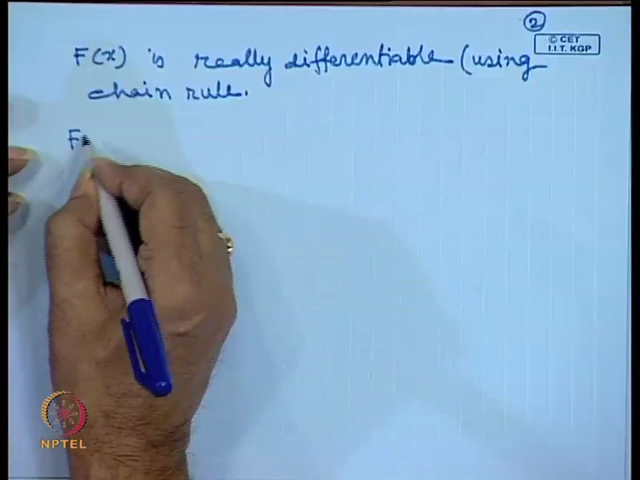 2
© CET
I.I.T. KGP
F(x) is really differentiable (using
chain rule.
F
NPTEL